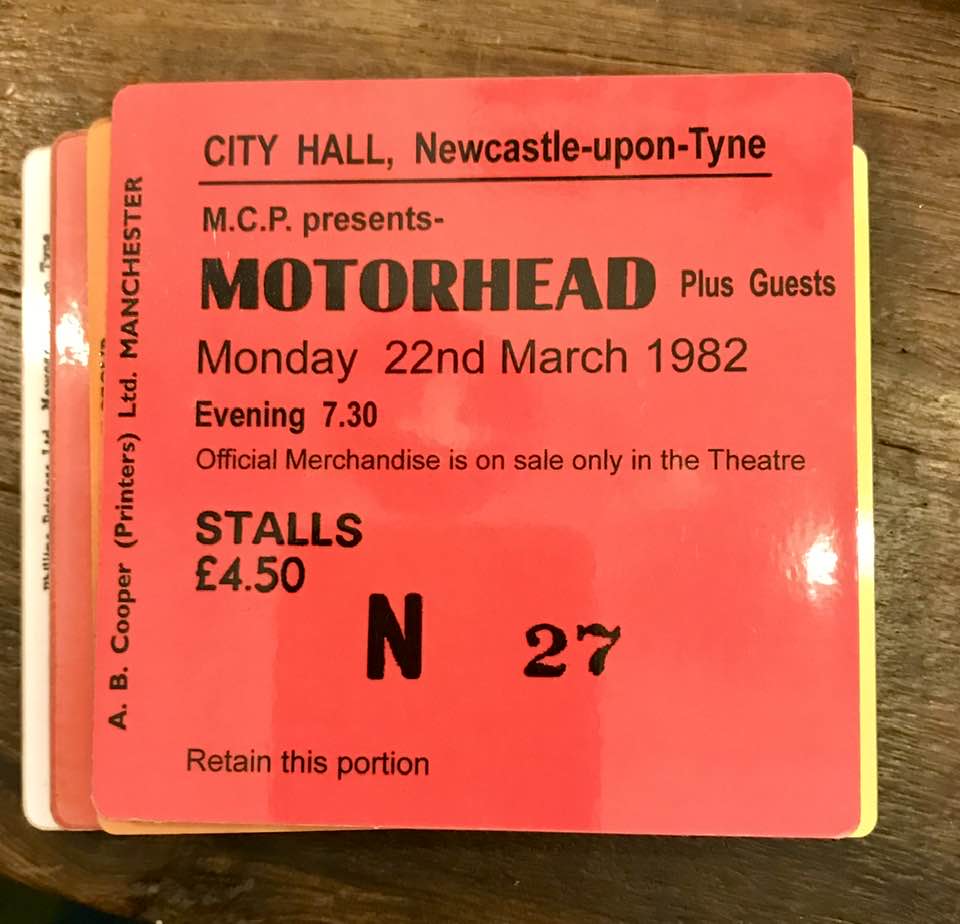 CITY HALL, Newcastle-upon-Tyne
M.C.P. presents-
MOTORHEAD Plus Guests
Monday 22nd March 1982
Evening 7.30
Official Merchandise is on sale only in the Theatre
STALLS
£4.50
N 27
Retain this portion
A. B. Cooper (Printers) Ltd. MANCHESTER